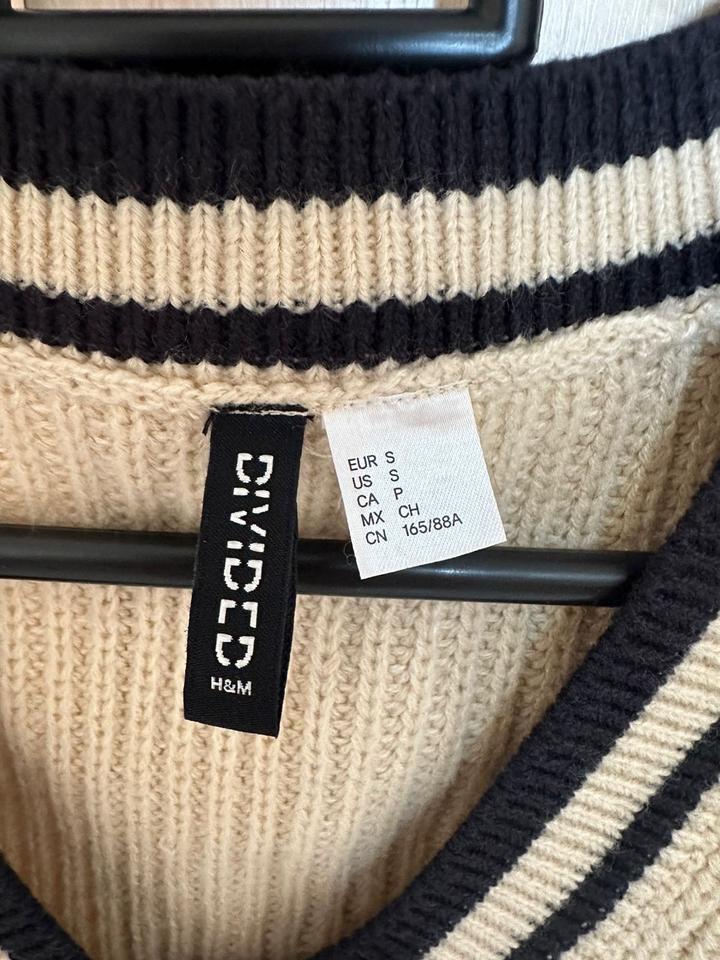 DIVIDED
H&M
EUR S
US S
CA P
MX CH
CN 165/88A